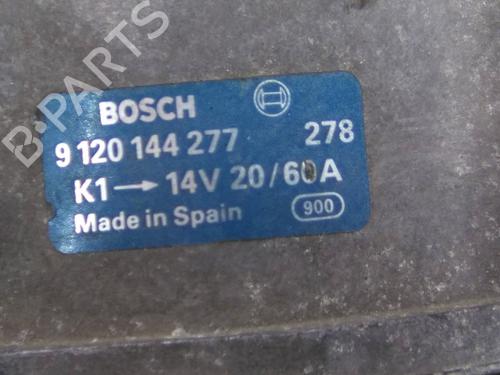 B-PARTS
BOSCH
9 120 144 277 278
K1→ 14V 20/60A
Made in Spain 900